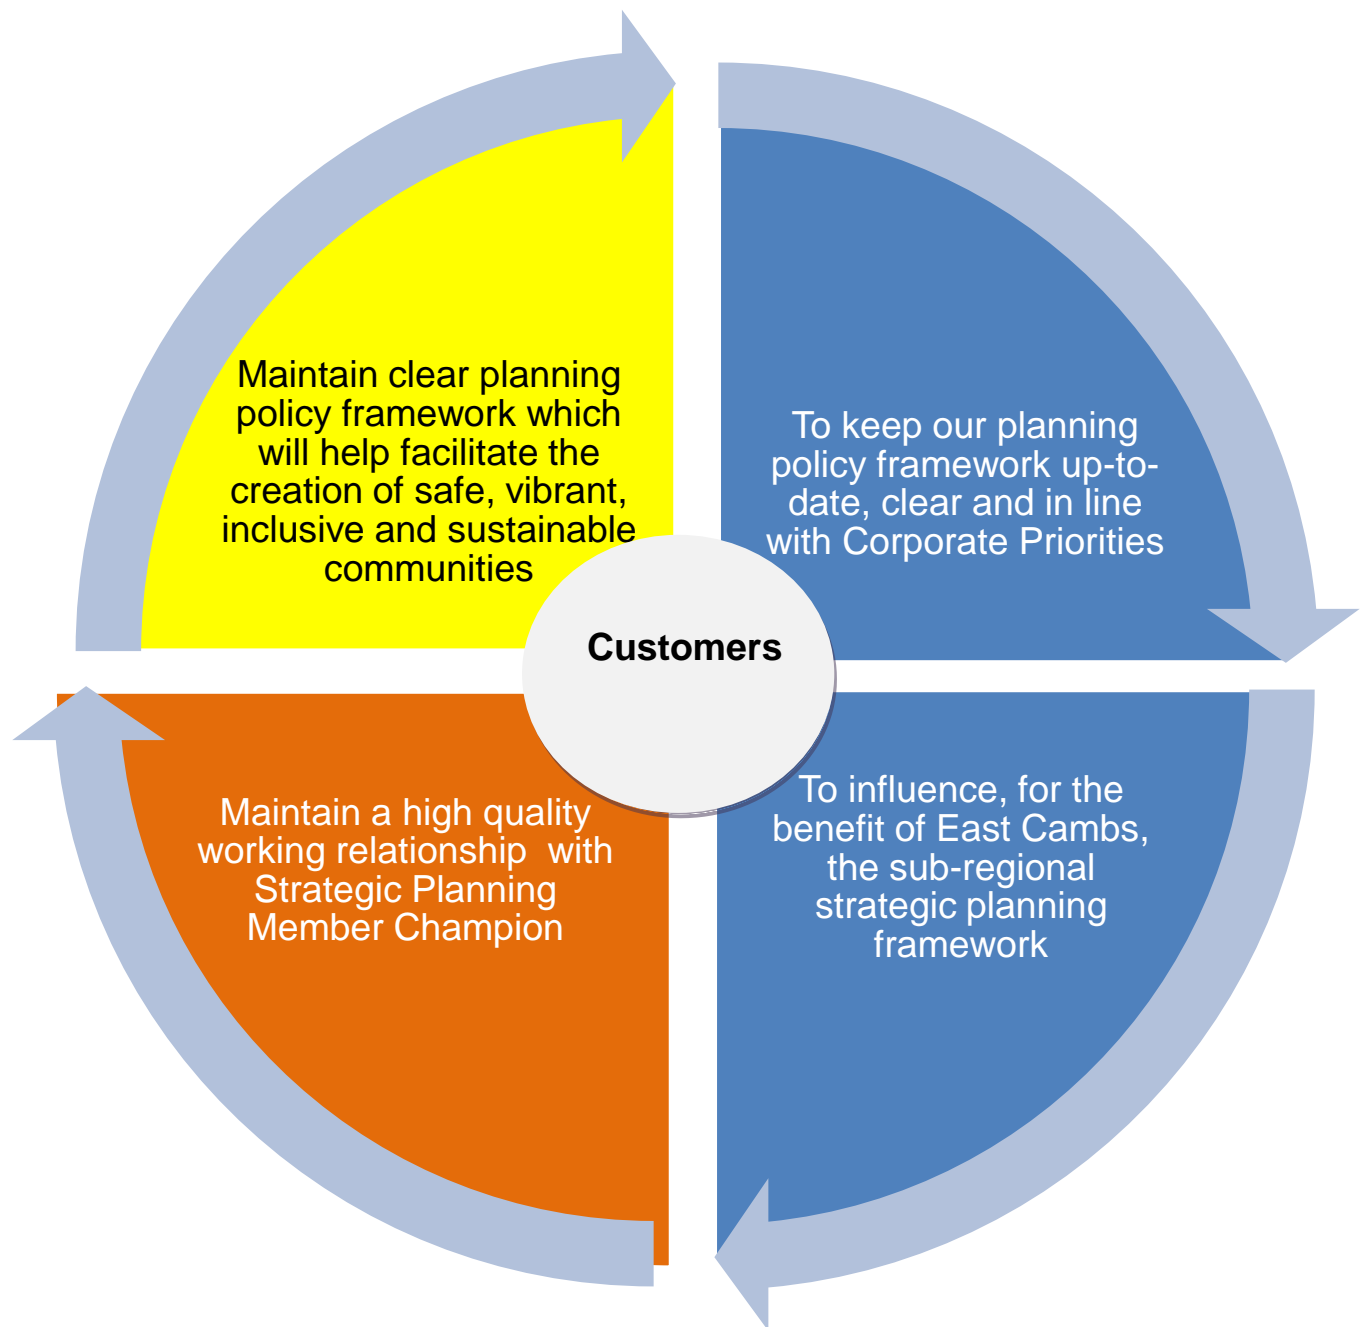 Maintain clear planning
policy framework which
will help facilitate the
creation of safe, vibrant,
inclusive and sustainable
communities
To keep our planning
policy framework up-to-
date, clear and in line
with Corporate Priorities
Customers
Maintain a high quality
working relationship  with
Strategic Planning
Member Champion
To influence, for the
benefit of East Cambs,
the sub-regional
strategic planning
framework